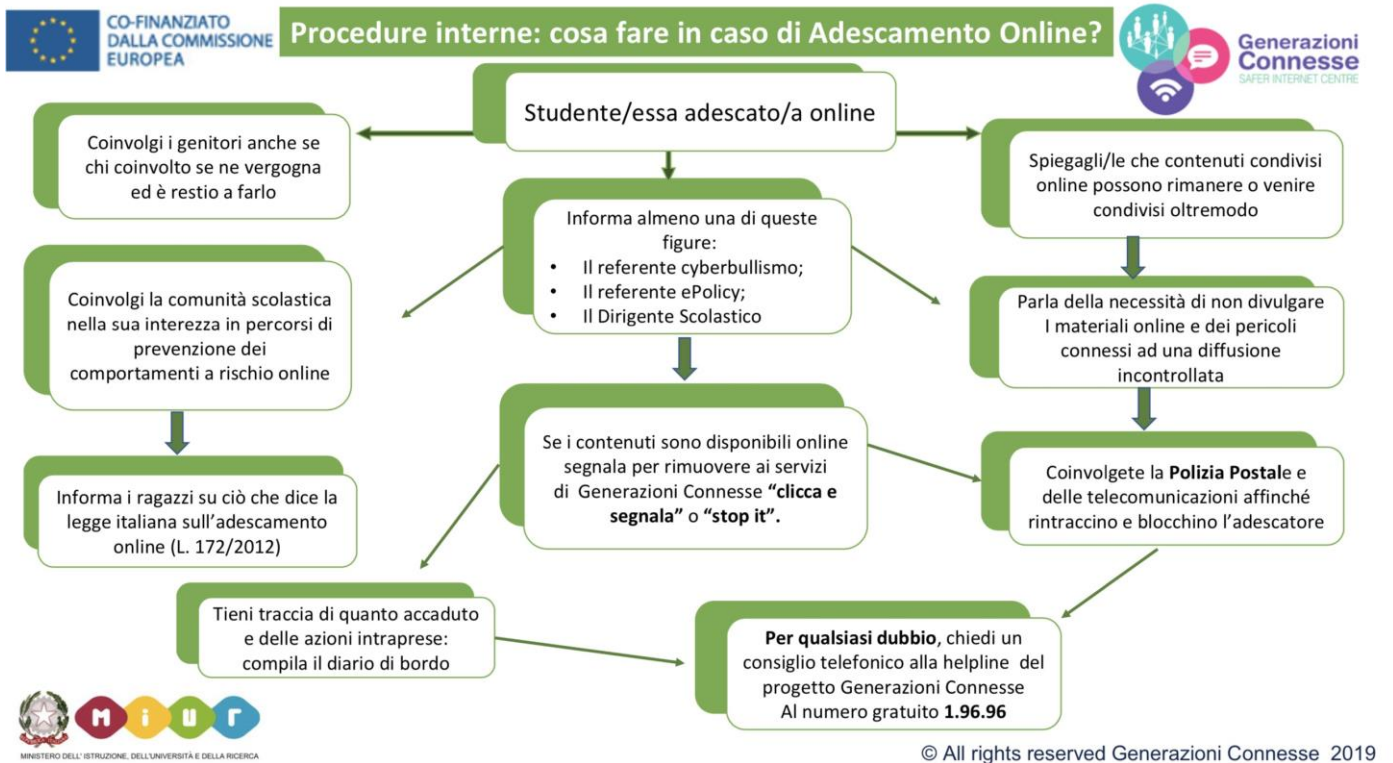 CO-FINANZIATO
DALLA COMMISSIONE
EUROPEA
Procedure interne: cosa fare in caso di Adescamento Online?
Generazioni
Connesse
SAFER INTERNET CENTRE
Studente/essa adescato/a online
Coinvolgi i genitori anche se
chi coinvolto se ne vergogna
ed è restio a farlo
Informa almeno una di queste
figure:
• Il referente cyberbullismo;
• Il referente ePolicy;
• Il Dirigente Scolastico
Spiegagli/le che contenuti condivisi
online possono rimanere o venire
condivisi oltremodo
Coinvolgi la comunità scolastica
nella sua interezza in percorsi di
prevenzione dei
comportamenti a rischio online
Parla della necessità di non divulgare
I materiali online e dei pericoli
connessi ad una diffusione
incontrollata
Informa i ragazzi su ciò che dice la
legge italiana sull’adescamento
online (L. 172/2012)
Se i contenuti sono disponibili online
segnala per rimuovere ai servizi
di Generazioni Connesse “clicca e
segnala” o “stop it”.
Coinvolgete la Polizia Postale e
delle telecomunicazioni affinché
rintraccino e blocchino l’adescatore
Tieni traccia di quanto accaduto
e delle azioni intraprese:
compila il diario di bordo
Per qualsiasi dubbio, chiedi un
consiglio telefonico alla helpline del
progetto Generazioni Connesse
Al numero gratuito 1.96.96
M i U r
MINISTERO DELL' ISTRUZIONE, DELL'UNIVERSITÀ E DELLA RICERCA
© All rights reserved Generazioni Connesse 2019